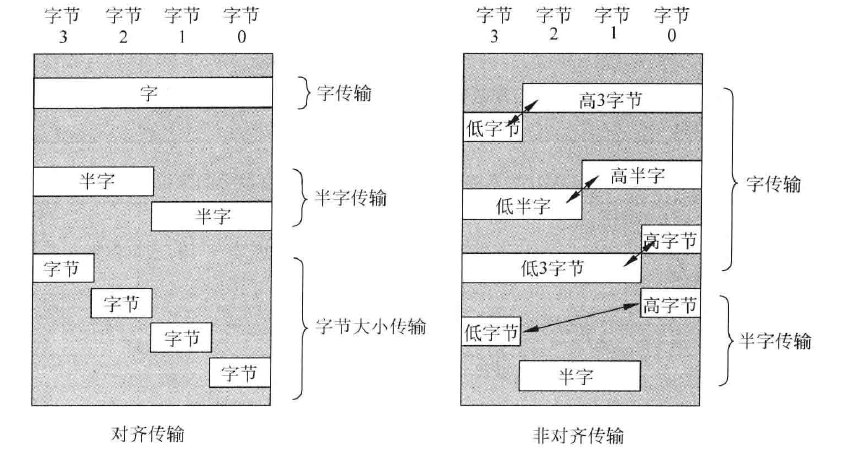 字节 字节 字节 字节
3 2 1 0
字
字传输
半字
半字
半字传输
字节
字节
字节
字节
字节大小传输
对齐传输
字节 字节 字节 字节
3 2 1 0
高3字节
低字节
高半字
低半字
字传输
高字节
低3字节
高字节
低字节
半字
半字传输
非对齐传输